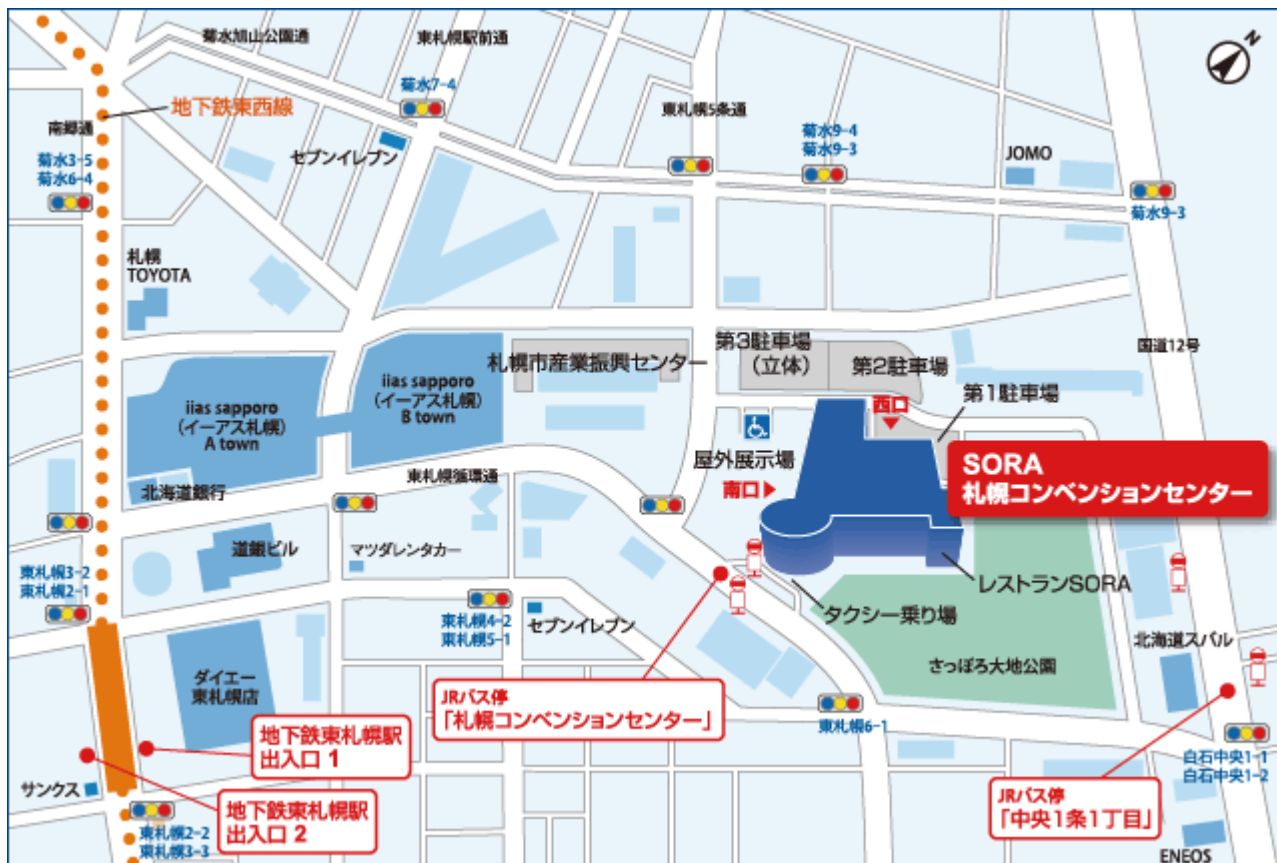 菊水旭山公園通
東札幌駅前通
N
菊水7-4
地下鉄東西線
東札幌5条通
南郷通
菊水9-4
菊水9-3
セブンイレブン
JOMO
菊水3-5
菊水6-4
菊水9-3
札幌
TOYOTA
国道12号
第3駐車場
(立体)
札幌市産業振興センター
第2駐車場
iias sapporo
(イーアス札幌)
B town
第1駐車場
西口
iias sapporo
(イーアス札幌)
A town
屋外展示場
SORA
札幌コンベンションセンター
東札幌循環通
南口
北海道銀行
道銀ビル
マツダレンタカー
東札幌3-2
東札幌2-1
レストランSORA
タクシー乗り場
東札幌4-2
東札幌5-1
セブンイレブン
北海道スバル
さっぽろ大地公園
ダイエー
東札幌店
JRバス停
「札幌コンベンションセンター」
東札幌6-1
地下鉄東札幌駅
出入口 1
白石中央1-1
白石中央1-2
サンクス
地下鉄東札幌駅
出入口 2
JRバス停
「中央1条1丁目」
東札幌2-2
東札幌3-3
ENEOS